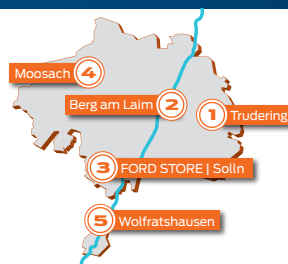 Moosach 4
Berg am Laim 2
1 Trudering
3 FORD STORE | Solln
5 Wolfratshausen